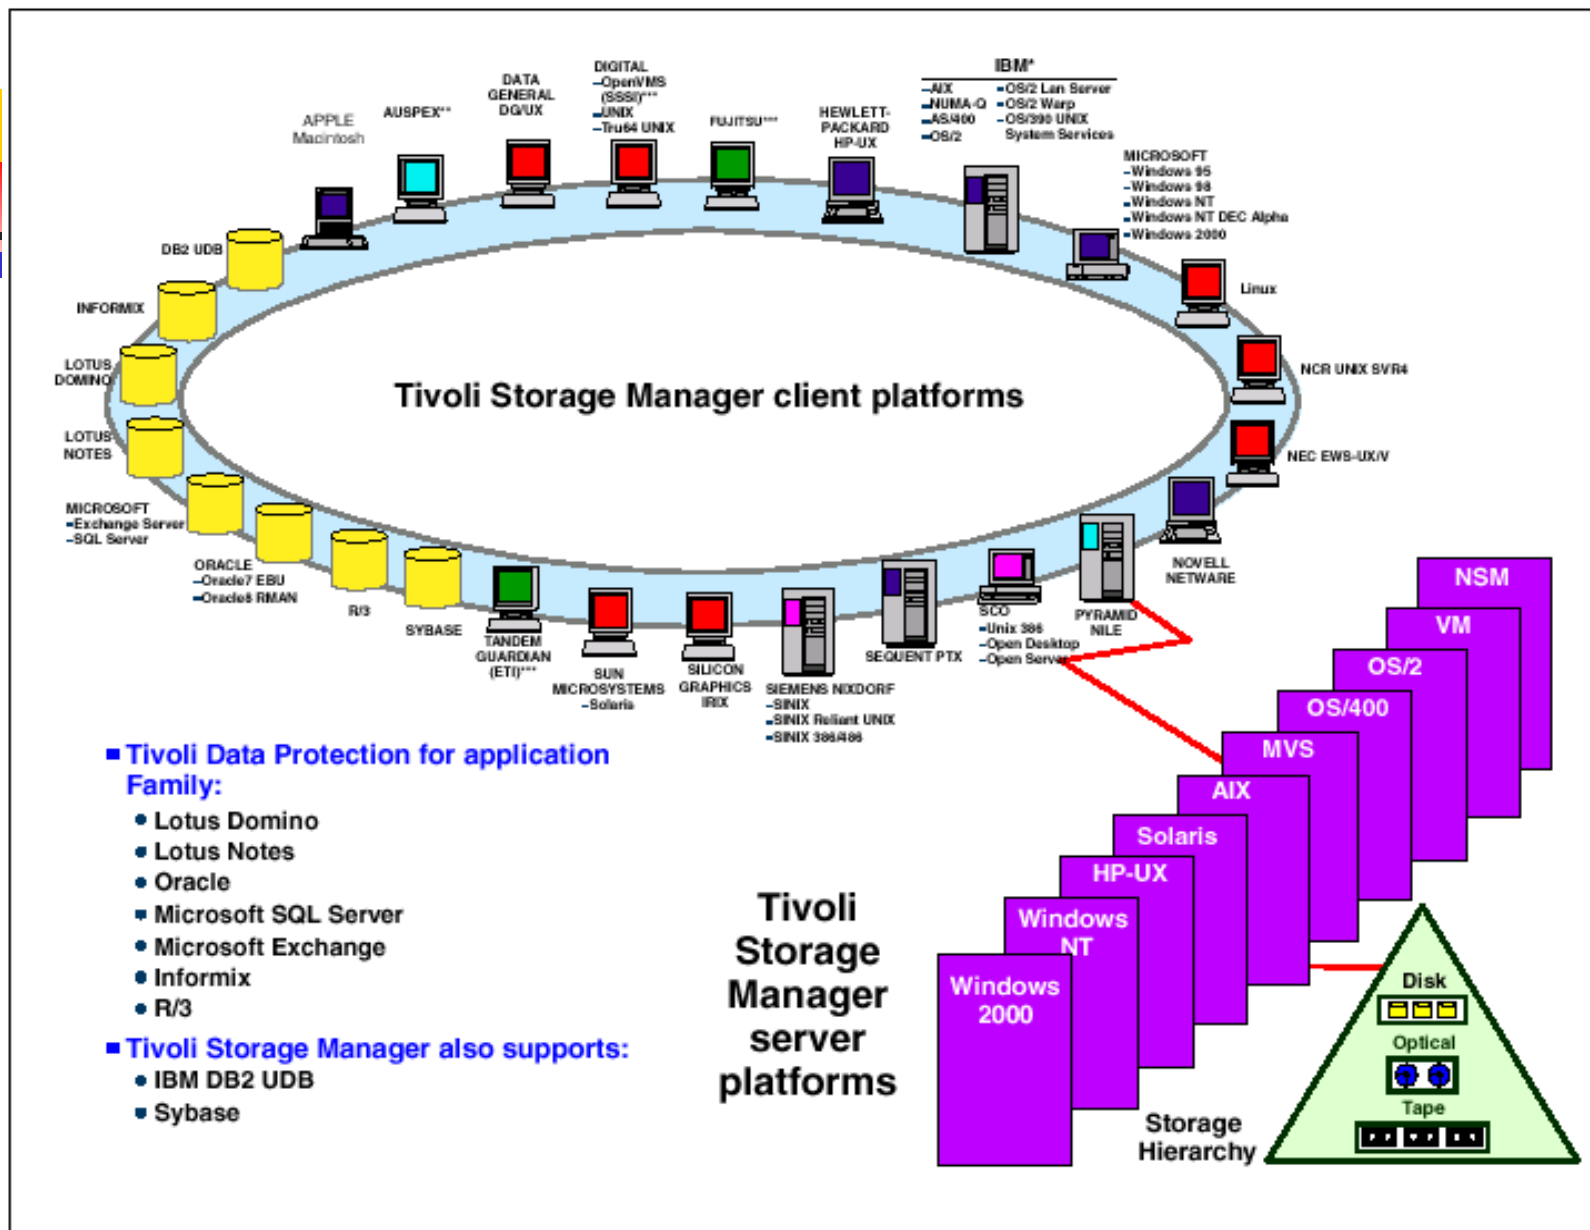 APPLE
Macintosh
AUSPEX**
DATA
GENERAL
DG/UX
DIGITAL
-OpenVMS
(SSSI)***
-UNIX
-Tru64 UNIX
FUJITSU***
HEWLETT-
PACKARD
HP-UX
IBM*
-AIX
-NUMA-Q
-AS/400
-OS/2
-OS/2 Lan Server
-OS/2 Warp
-OS/390 UNIX
System Services
MICROSOFT
-Windows 95
-Windows 98
-Windows NT
-Windows NT DEC Alpha
-Windows 2000
Linux
NCR UNIX SVR4
NEC EWS-UX/V
NOVELL
NETWARE
PYRAMID
NILE
SCO
-Unix 386
-Open Desktop
-Open Server
SEQUENT PTX
SIEMENS NIXDORF
-SINIX
-SINIX Reliant UNIX
-SINIX 386/486
SILICON
GRAPHICS
IRIX
SUN
MICROSYSTEMS
-Solaris
TANDEM
GUARDIAN
(ETI)***
SYBASE
R/3
ORACLE
-Oracle7 EBU
-Oracle8 RMAN
MICROSOFT
-Exchange Server
-SQL Server
LOTUS
NOTES
LOTUS
DOMINO
INFORMIX
DB2 UDB
Tivoli Storage Manager client platforms
Tivoli Data Protection for application
Family:
Lotus Domino
Lotus Notes
Oracle
Microsoft SQL Server
Microsoft Exchange
Informix
R/3
Tivoli Storage Manager also supports:
IBM DB2 UDB
Sybase
Tivoli
Storage
Manager
server
platforms
NSM
VM
OS/2
OS/400
MVS
AIX
Solaris
HP-UX
Windows
NT
Windows
2000
Disk
Optical
Tape
Storage
Hierarchy